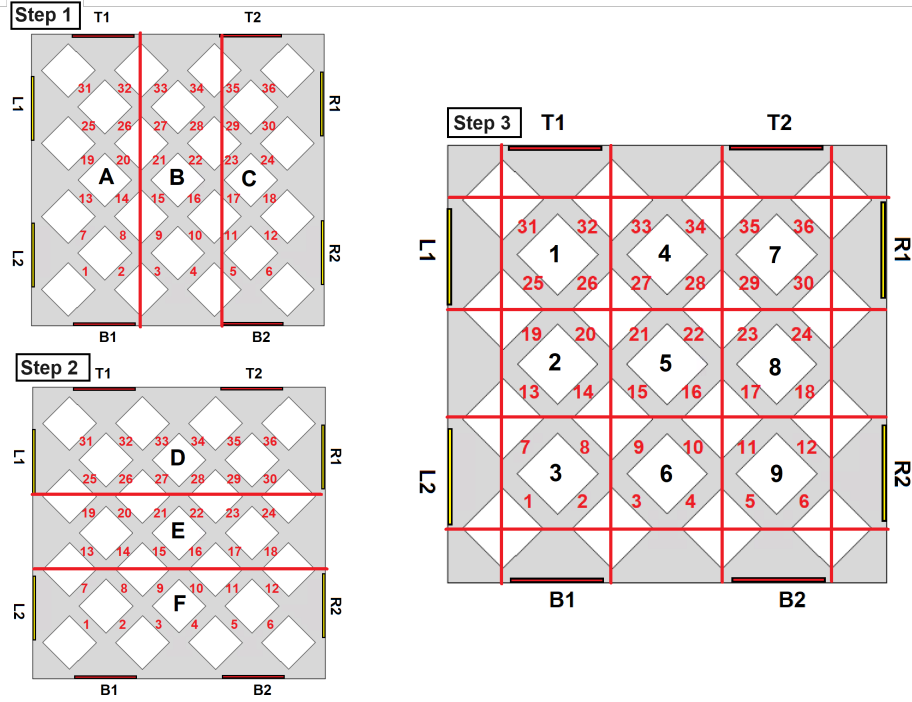 Step 1
T1 T2
31 32 33 34 35 36
L1 R1
25 26 27 28 29 30
19 20 21 22 23 24
A B C
13 14 15 16 17 18
7 8 9 10 11 12
L2 R2
1 2 3 4 5 6
B1 B2
Step 2
T1 T2
31 32 33 34 35 36
L1 D R1
25 26 27 28 29 30
19 20 21 22 23 24
E
13 14 15 16 17 18
7 8 9 10 11 12
L2 F R2
1 2 3 4 5 6
B1 B2
Step 3
T1 T2
31 32 33 34 35 36
L1 1 4 7 R1
25 26 27 28 29 30
19 20 21 22 23 24
2 5 8
13 14 15 16 17 18
7 8 9 10 11 12
L2 3 6 9 R2
1 2 3 4 5 6
B1 B2